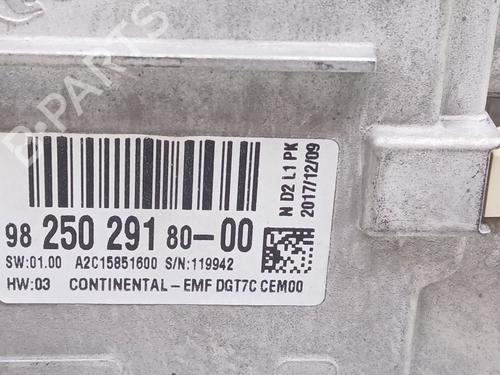 B-PARTS
98 250 291 80-00
SW:01.00 A2C15851600 S/N:119942
HW:03 CONTINENTAL-EMF DGT7C CEM00
N D2 L1 PK
2017/12/09